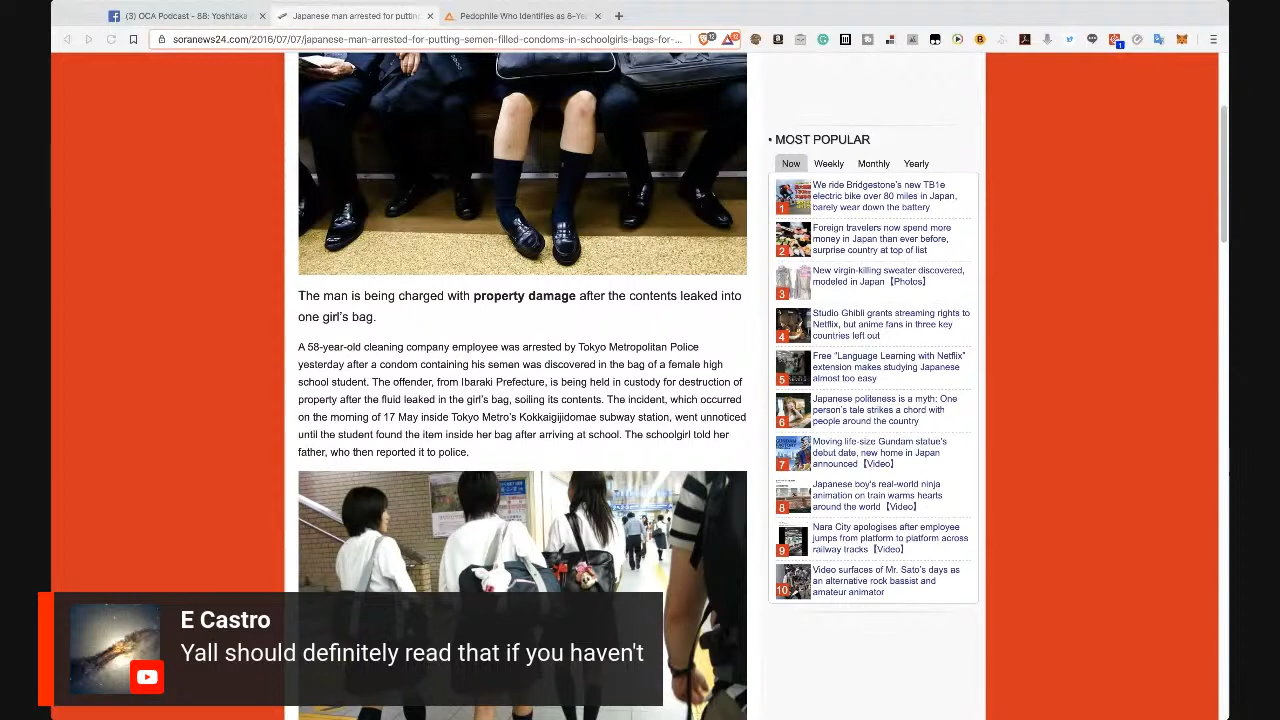 (3) OCA Podcast - 88: Yoshitaka
Japanese man arrested for puttin
Pedophile Who Identifies as 8-Ye
soranews24.com/2016/07/07/japanese-man-arrested-for-putting-semen-filled-condoms-in-schoolgirls-bags-for-...
The man is being charged with property damage after the contents leaked into
one girl's bag.
A 58-year-old cleaning company employee was arrested by Tokyo Metropolitan Police
yesterday after a condom containing his semen was discovered in the bag of a female high
school student. The offender, from Ibaraki Prefecture, is being held in custody for destruction of
property after the fluid leaked in the girl's bag, soiling its contents. The incident, which occurred
on the morning of 17 May inside Tokyo Metro's Kokkaigijidomae subway station, went unnoticed
until the student found the item inside her bag after arriving at school. The schoolgirl told her
father, who then reported it to police.
• MOST POPULAR
Now Weekly Monthly Yearly
1 We ride Bridgestone's new TB1e
electric bike over 80 miles in Japan,
barely wear down the battery
2 Foreign travelers now spend more
money in Japan than ever before,
surprise country at top of list
3 New virgin-killing sweater discovered,
modeled in Japan【Photos】
4 Studio Ghibli grants streaming rights to
Netflix, but anime fans in three key
countries left out
5 Free "Language Learning with Netflix"
extension makes studying Japanese
almost too easy
6 Japanese politeness is a myth: One
person's tale strikes a chord with
people around the country
7 Moving life-size Gundam statue's
debut date, new home in Japan
announced【Video】
8 Japanese boy's real-world ninja
animation on train warms hearts
around the world【Video】
9 Nara City apologises after employee
jumps from platform to platform across
railway tracks【Video】
10 Video surfaces of Mr. Sato's days as
an alternative rock bassist and
amateur animator
E Castro
Yall should definitely read that if you haven't